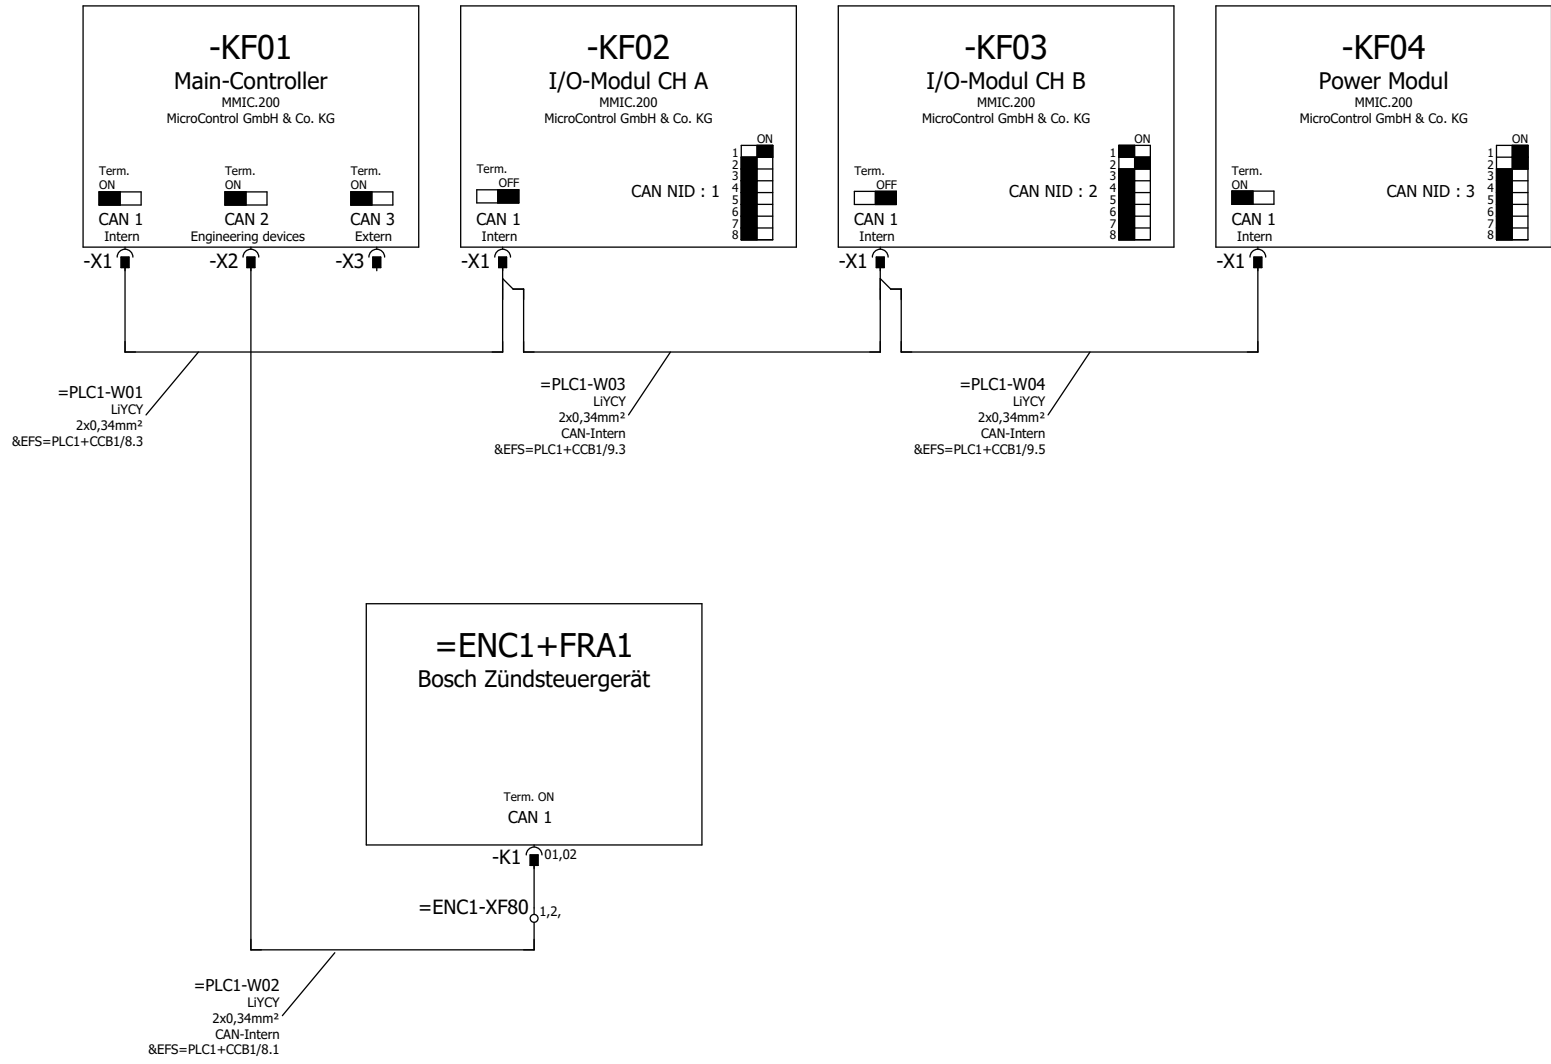 -KF01
Main-Controller
MMIC.200
MicroControl GmbH & Co. KG
Term.
ON
CAN 1
Intern
Term.
ON
CAN 2
Engineering devices
Term.
ON
CAN 3
Extern
-X1
-X2
-X3
-KF02
I/O-Modul CH A
MMIC.200
MicroControl GmbH & Co. KG
Term.
OFF
CAN 1
Intern
CAN NID : 1
ON
1
2
3
4
5
6
7
8
-X1
-KF03
I/O-Modul CH B
MMIC.200
MicroControl GmbH & Co. KG
Term.
OFF
CAN 1
Intern
CAN NID : 2
ON
1
2
3
4
5
6
7
8
-X1
-KF04
Power Modul
MMIC.200
MicroControl GmbH & Co. KG
Term.
ON
CAN 1
Intern
CAN NID : 3
ON
1
2
3
4
5
6
7
8
-X1
=PLC1-W01
LiYCY
2x0,34mm²
&EFS=PLC1+CCB1/8.3
=PLC1-W03
LiYCY
2x0,34mm²
CAN-Intern
&EFS=PLC1+CCB1/9.3
=PLC1-W04
LiYCY
2x0,34mm²
CAN-Intern
&EFS=PLC1+CCB1/9.5
=ENC1+FRA1
Bosch Zündsteuergerät
Term. ON
CAN 1
-K1
01,02
=ENC1-XF80
1,2,
=PLC1-W02
LiYCY
2x0,34mm²
CAN-Intern
&EFS=PLC1+CCB1/8.1